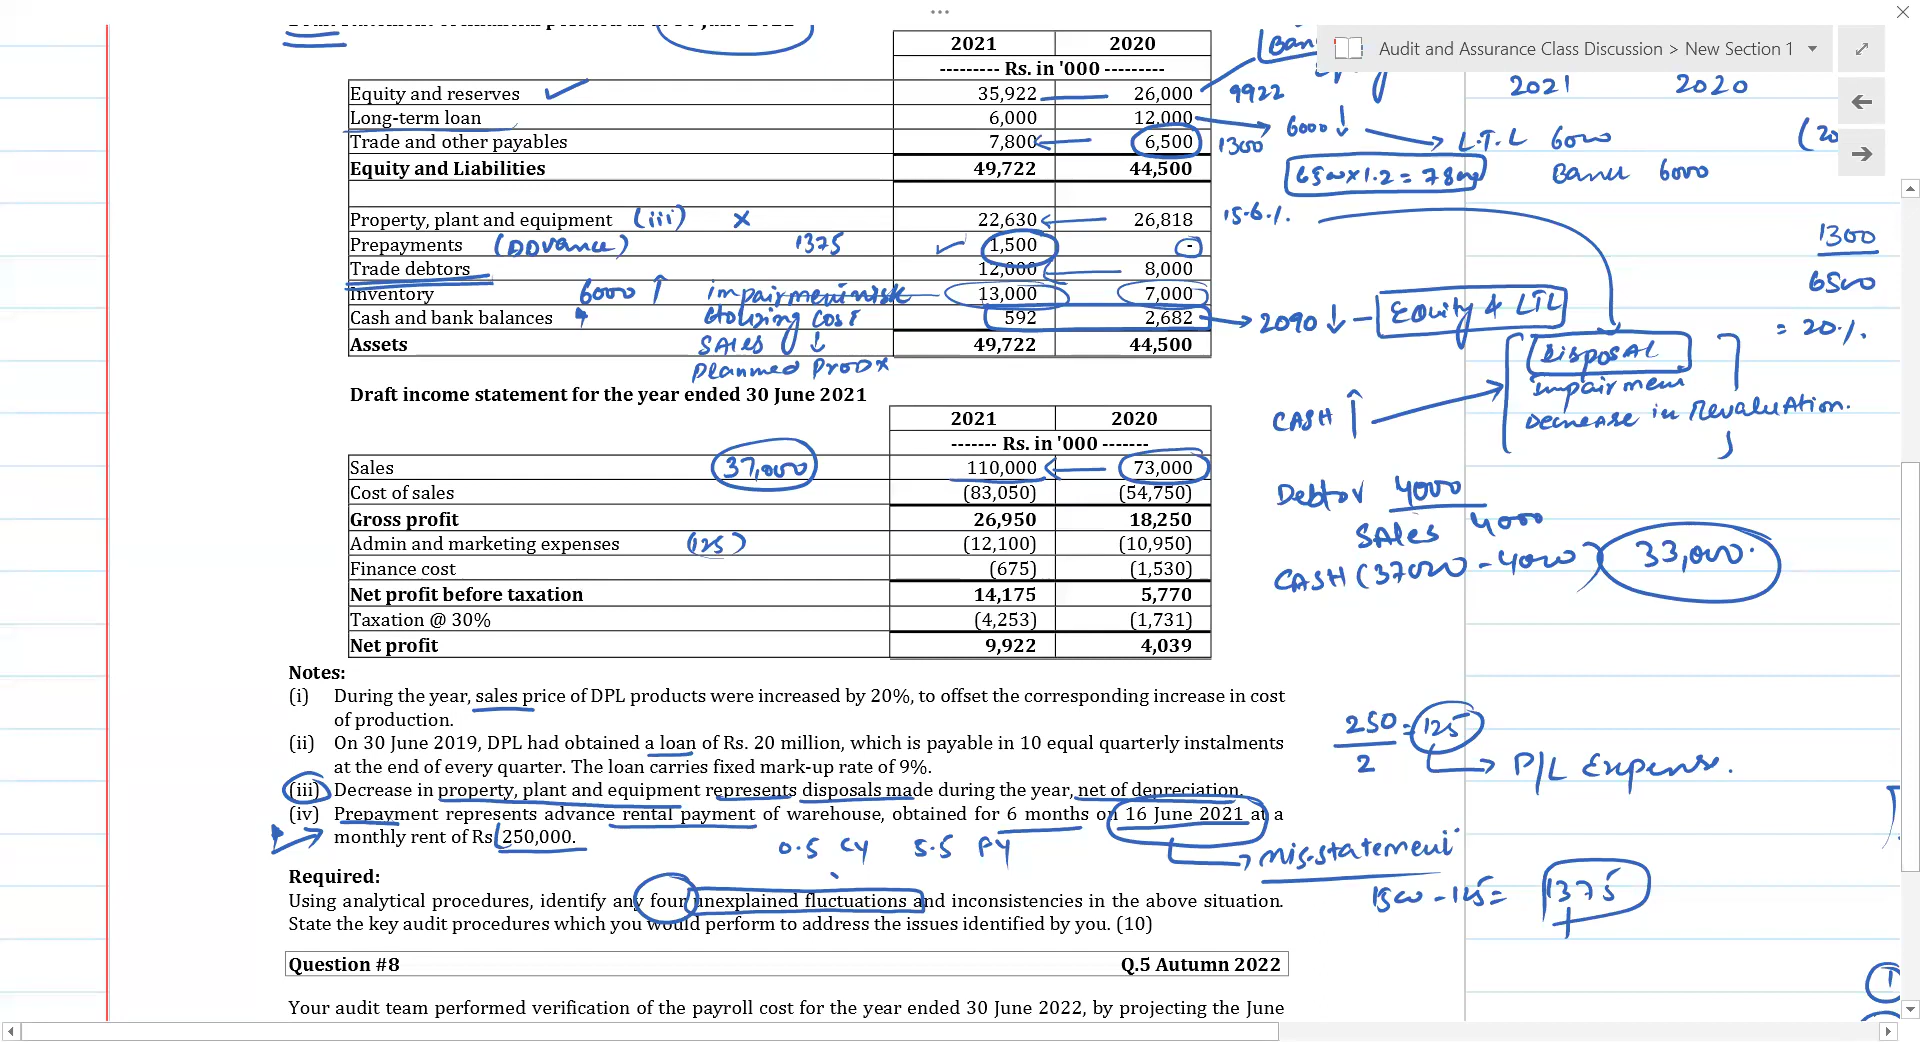 Audit and Assurance Class Discussion > New Section 1
2021 2020
--------- Rs. in '000 ---------
Equity and reserves 35,922 26,000 9922 2021 2020
Long-term loan 6,000 12,000 6000 ↓ L.T.L 6000
Trade and other payables 7,800 6,500 1300
Equity and Liabilities 49,722 44,500 6500x1.2 = 7800 Bank 6000
Property, plant and equipment (iii) x 22,630 26,818 15.6%
Prepayments (Advance) 1375 1,500 - 1300
Trade debtors 12,000 8,000 6500
Inventory 6000 ↑ impairment risk 13,000 7,000 = 20%
Cash and bank balances Holding Cost 592 2,682 2090 ↓ - Equity & LTL
Assets SALES ↓ 49,722 44,500 Disposal
Planned Prod x Impairment
CASH ↑ Decrease in Revaluation.
Draft income statement for the year ended 30 June 2021
2021 2020
------- Rs. in '000 -------
Sales 37,000 110,000 73,000
Cost of sales (83,050) (54,750) Debtor 4000
Gross profit 26,950 18,250 SALES 4000
Admin and marketing expenses (125) (12,100) (10,950) CASH (37000 - 4000) 33,000
Finance cost (675) (1,530)
Net profit before taxation 14,175 5,770
Taxation @ 30% (4,253) (1,731)
Net profit 9,922 4,039
Notes:
(i) During the year, sales price of DPL products were increased by 20%, to offset the corresponding increase in cost
of production.
(ii) On 30 June 2019, DPL had obtained a loan of Rs. 20 million, which is payable in 10 equal quarterly instalments
at the end of every quarter. The loan carries fixed mark-up rate of 9%.
250/2 = 125 P/L Expense.
(iii) Decrease in property, plant and equipment represents disposals made during the year, net of depreciation.
(iv) Prepayment represents advance rental payment of warehouse, obtained for 6 months on 16 June 2021 at a
monthly rent of Rs. 250,000.
0.5 CY 5.5 PY Mis-statement
1500 - 125 = 1375
Required:
Using analytical procedures, identify any four unexplained fluctuations and inconsistencies in the above situation.
State the key audit procedures which you would perform to address the issues identified by you. (10)
Question #8 Q.5 Autumn 2022
Your audit team performed verification of the payroll cost for the year ended 30 June 2022, by projecting the June